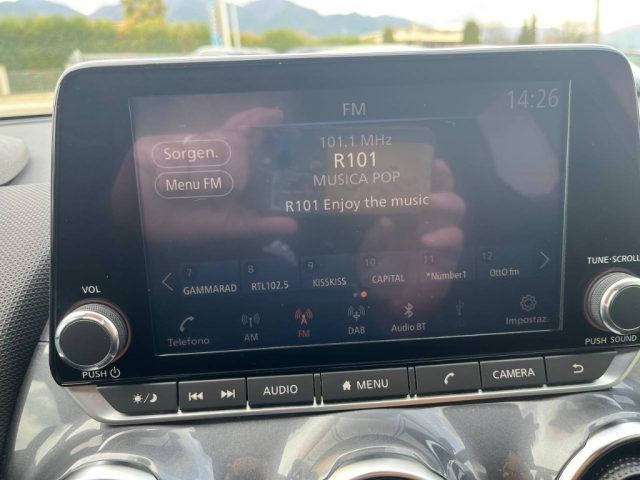 FM
14:26
Sorgen.
101.1 MHz
R101
Menu FM
MUSICA POP
R101 Enjoy the music
7 GAMMARAD
8 RTL102.5
9 KISSKISS
10 CAPITAL
11 *Number1
12 OttO fm
Telefono
AM
FM
DAB
Audio BT
Impostaz.
VOL
PUSH
TUNE·SCROLL
PUSH SOUND
AUDIO
MENU
CAMERA